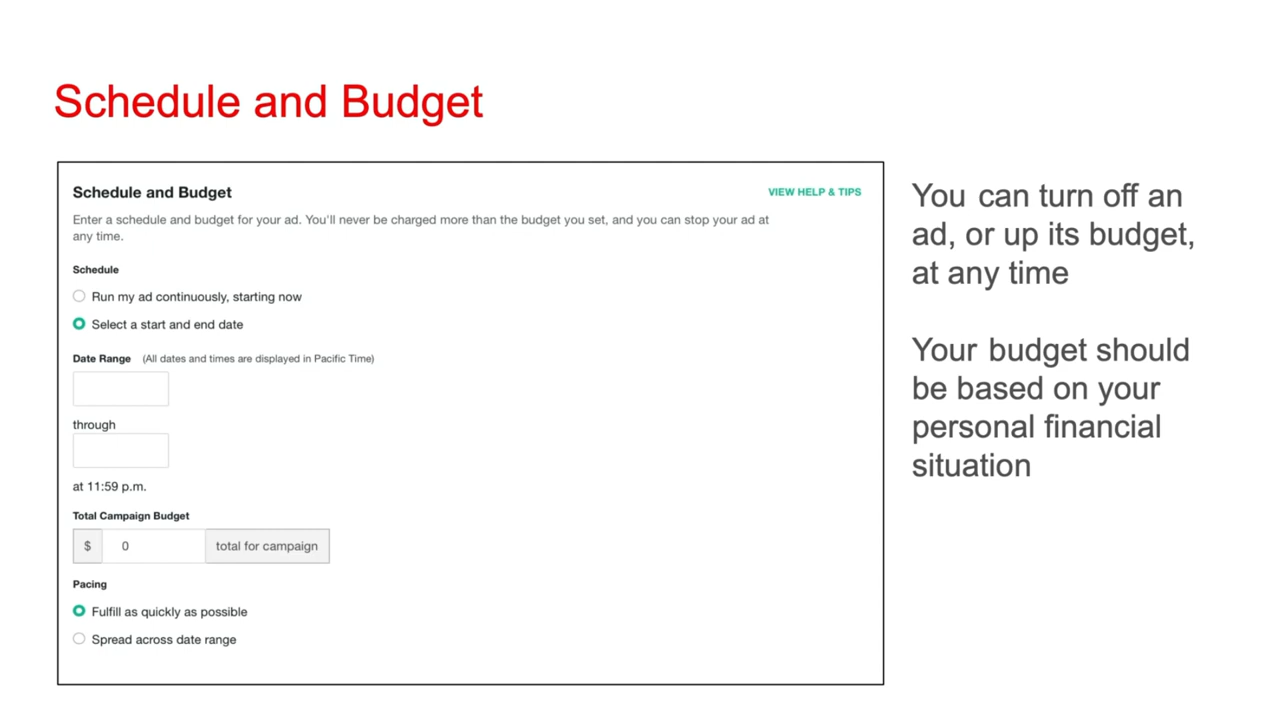 Schedule and Budget
Schedule and Budget
VIEW HELP & TIPS
Enter a schedule and budget for your ad. You'll never be charged more than the budget you set, and you can stop your ad at
any time.
Schedule
Run my ad continuously, starting now
Select a start and end date
Date Range (All dates and times are displayed in Pacific Time)
through
at 11:59 p.m.
Total Campaign Budget
$ 0 total for campaign
Pacing
Fulfill as quickly as possible
Spread across date range
You can turn off an
ad, or up its budget,
at any time
Your budget should
be based on your
personal financial
situation